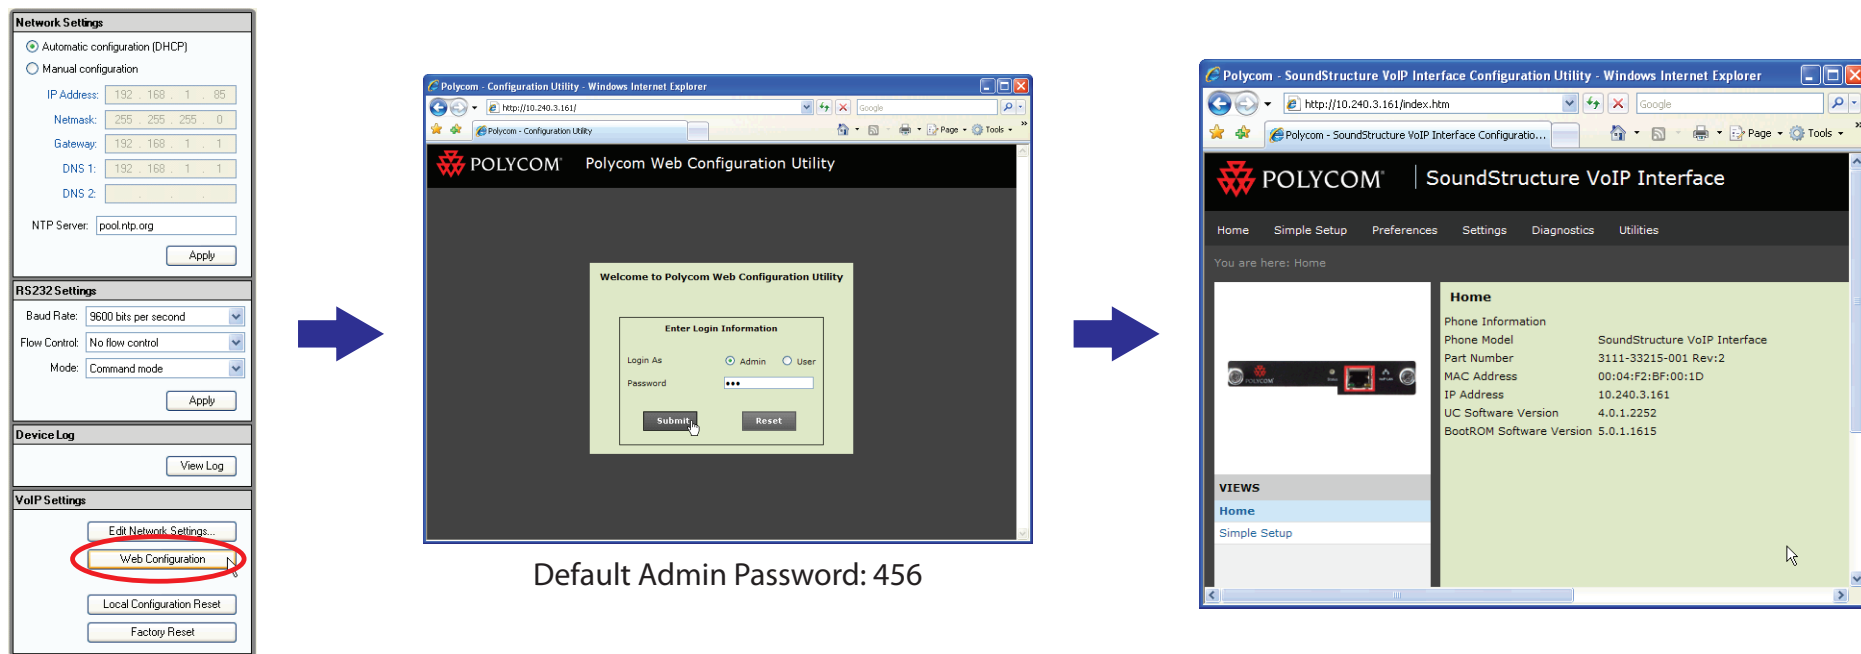 Network Settings
Automatic configuration (DHCP)
Manual configuration
IP Address: 192 . 168 . 1 . 85
Netmask: 255 . 255 . 255 . 0
Gateway: 192 . 168 . 1 . 1
DNS 1: 192 . 168 . 1 . 1
DNS 2: . . .
NTP Server: pool.ntp.org
Apply
RS232 Settings
Baud Rate: 9600 bits per second
Flow Control: No flow control
Mode: Command mode
Apply
Device Log
View Log
VoIP Settings
Edit Network Settings...
Web Configuration
Local Configuration Reset
Factory Reset
Polycom - Configuration Utility - Windows Internet Explorer
http://10.240.3.161/
Google
Polycom - Configuration Utility
Page
Tools
»
POLYCOM® Polycom Web Configuration Utility
Welcome to Polycom Web Configuration Utility
Enter Login Information
Login As Admin User
Password •••
Submit Reset
Default Admin Password: 456
Polycom - SoundStructure VoIP Interface Configuration Utility - Windows Internet Explorer
http://10.240.3.161/index.htm
Google
Polycom - SoundStructure VoIP Interface Configuratio...
Page
Tools
»
POLYCOM® | SoundStructure VoIP Interface
Home Simple Setup Preferences Settings Diagnostics Utilities
You are here: Home
POLYCOM
Home
Phone Information
Phone Model SoundStructure VoIP Interface
Part Number 3111-33215-001 Rev:2
MAC Address 00:04:F2:BF:00:1D
IP Address 10.240.3.161
UC Software Version 4.0.1.2252
BootROM Software Version 5.0.1.1615
VIEWS
Home
Simple Setup